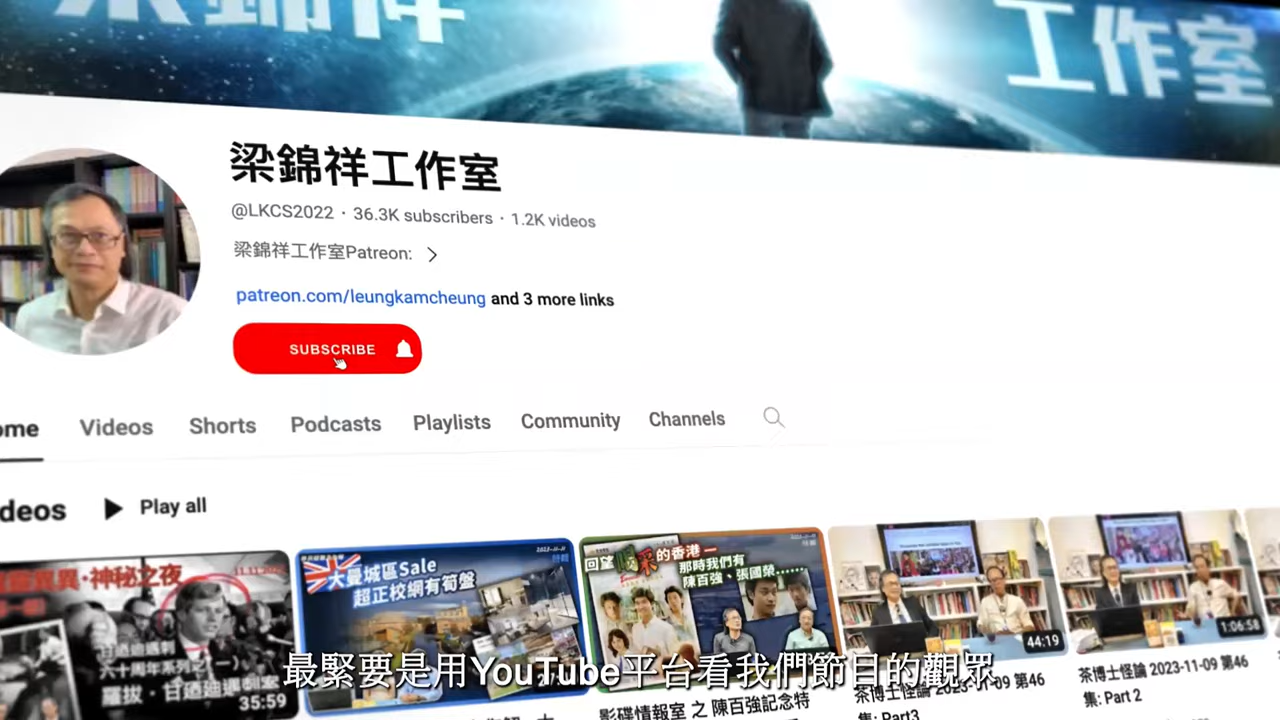 工作室
梁錦祥工作室
@LKCS2022 · 36.3K subscribers · 1.2K videos
梁錦祥工作室Patreon:
patreon.com/leungkamcheung and 3 more links
SUBSCRIBE
ome
Videos
Shorts
Podcasts
Playlists
Community
Channels
deos
Play all
神秘之夜
六十周年系列之(一)
羅拔·甘迺迪遇刺案
35:59
大曼城區Sale
超正校網有筍盤
回望喝采的香港一
那時我們有
陳百強、張國榮......
44:19
1:06:58
影碟情報室 之 陳百強記念特
茶博士怪論 2023-11-09 第46
集: Part3
茶博士怪論 2023-11-09 第46
集: Part 2
最緊要是用YouTube平台看我們節目的觀眾